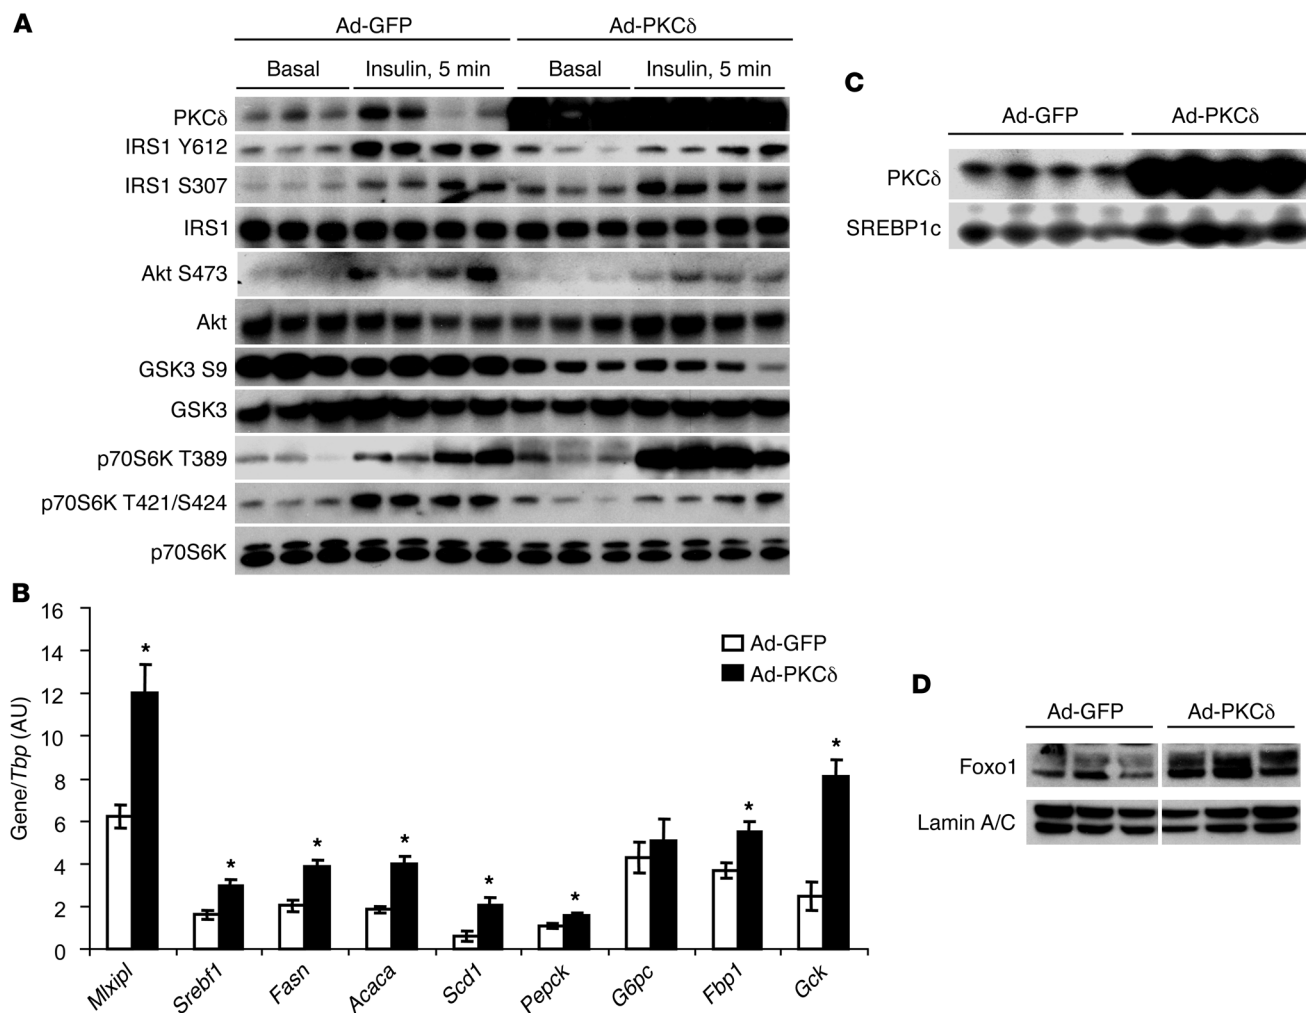 A
Ad-GFP Ad-PKCδ
Basal Insulin, 5 min Basal Insulin, 5 min
PKCδ
IRS1 Y612
IRS1 S307
IRS1
Akt S473
Akt
GSK3 S9
GSK3
p70S6K T389
p70S6K T421/S424
p70S6K
C
Ad-GFP Ad-PKCδ
PKCδ
SREBP1c
B
16
14
12
10
8
6
4
2
0
Gene/Tbp (AU)
Ad-GFP
Ad-PKCδ
* * * * * * * *
Mlxipl Srebf1 Fasn Acaca Scd1 Pepck G6pc Fbp1 Gck
D
Ad-GFP Ad-PKCδ
Foxo1
Lamin A/C